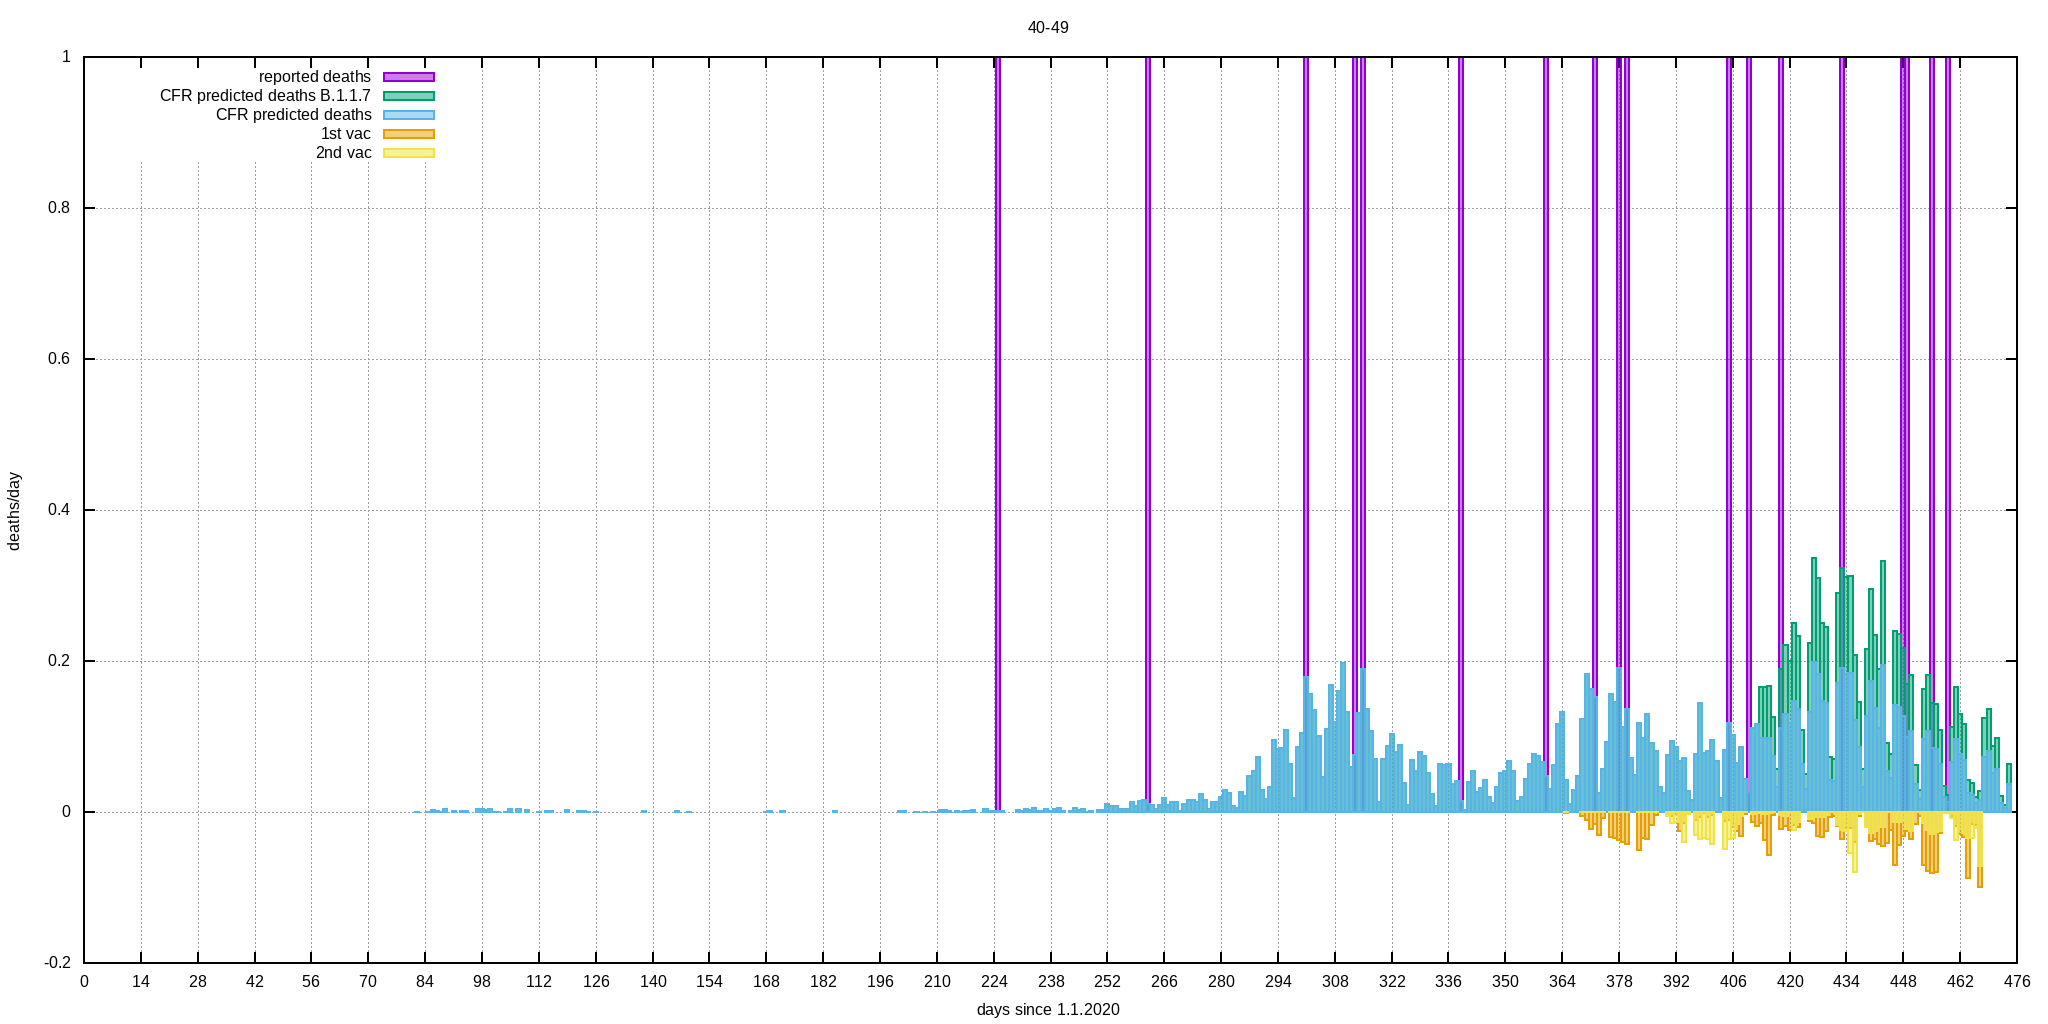 40-49
reported deaths
CFR predicted deaths B.1.1.7
CFR predicted deaths
1st vac
2nd vac
1
0.8
0.6
0.4
0.2
0
-0.2
deaths/day
0 14 28 42 56 70 84 98 112 126 140 154 168 182 196 210 224 238 252 266 280 294 308 322 336 350 364 378 392 406 420 434 448 462 476
days since 1.1.2020